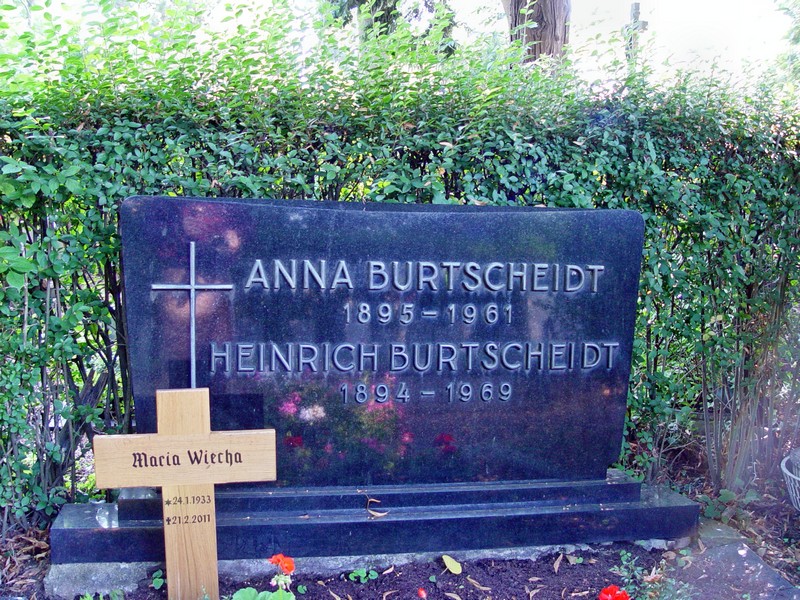 ANNA BURTSCHEIDT
1895 – 1961
HEINRICH BURTSCHEIDT
1894 – 1969
Maria Wiecha
*24.1.1933
✝21.2.2011